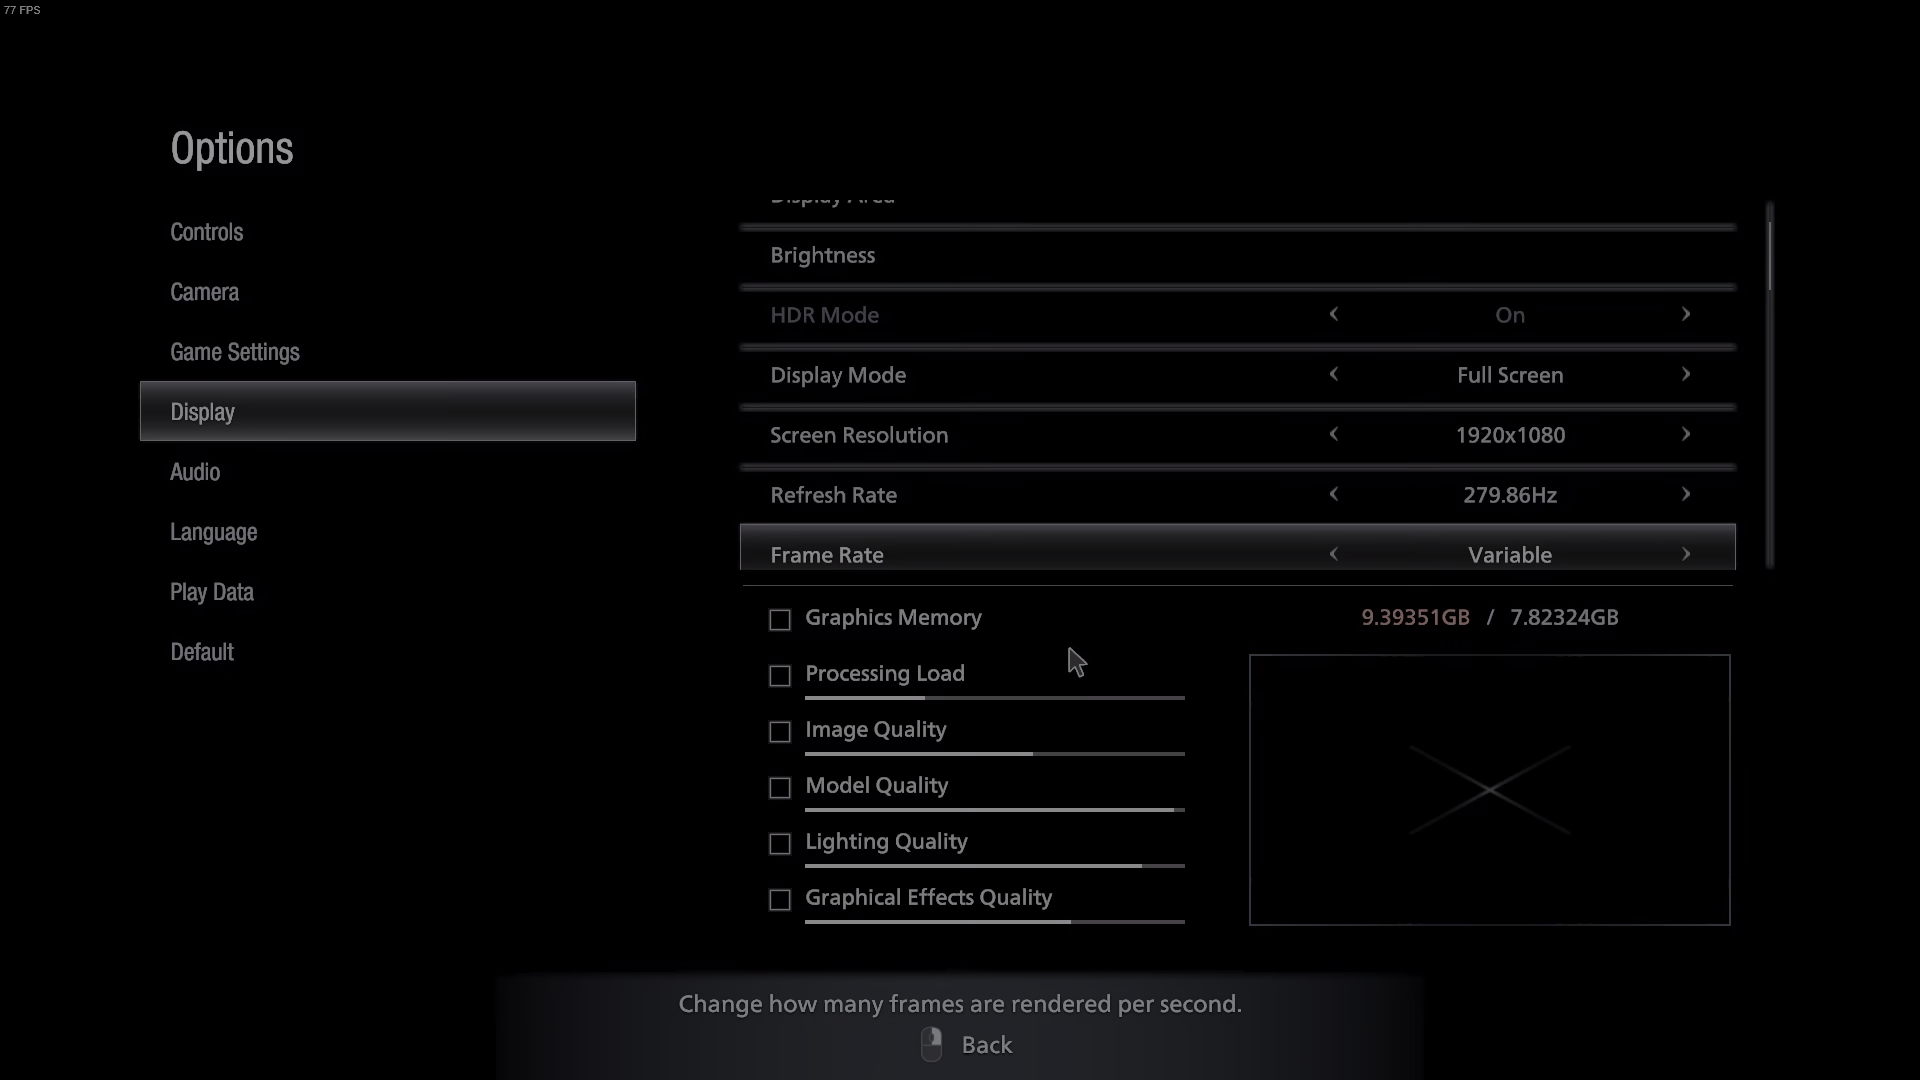 77 FPS
Options
Controls
Camera
Game Settings
Display
Audio
Language
Play Data
Default
Display Area
Brightness
HDR Mode < On >
Display Mode < Full Screen >
Screen Resolution < 1920x1080 >
Refresh Rate < 279.86Hz >
Frame Rate < Variable >
Graphics Memory 9.39351GB / 7.82324GB
Processing Load
Image Quality
Model Quality
Lighting Quality
Graphical Effects Quality
Change how many frames are rendered per second.
Back